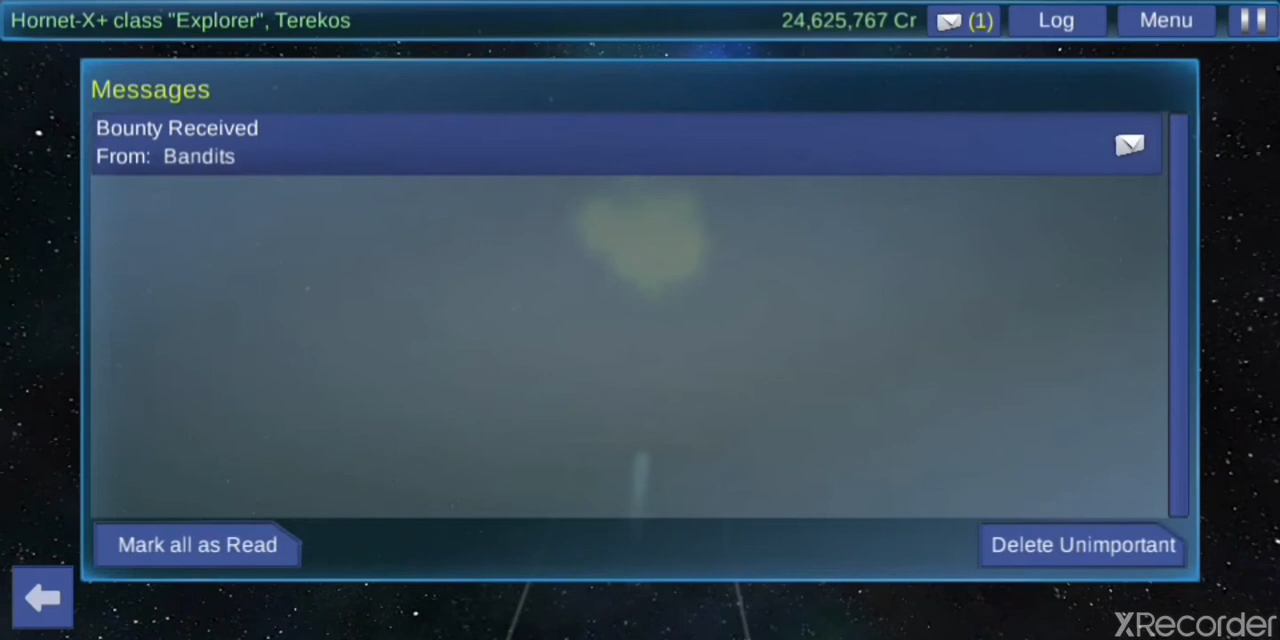 Hornet-X+ class "Explorer", Terekos
24,625,767 Cr
(1)
Log
Menu
Messages
Bounty Received
From: Bandits
Mark all as Read
Delete Unimportant
XRecorder